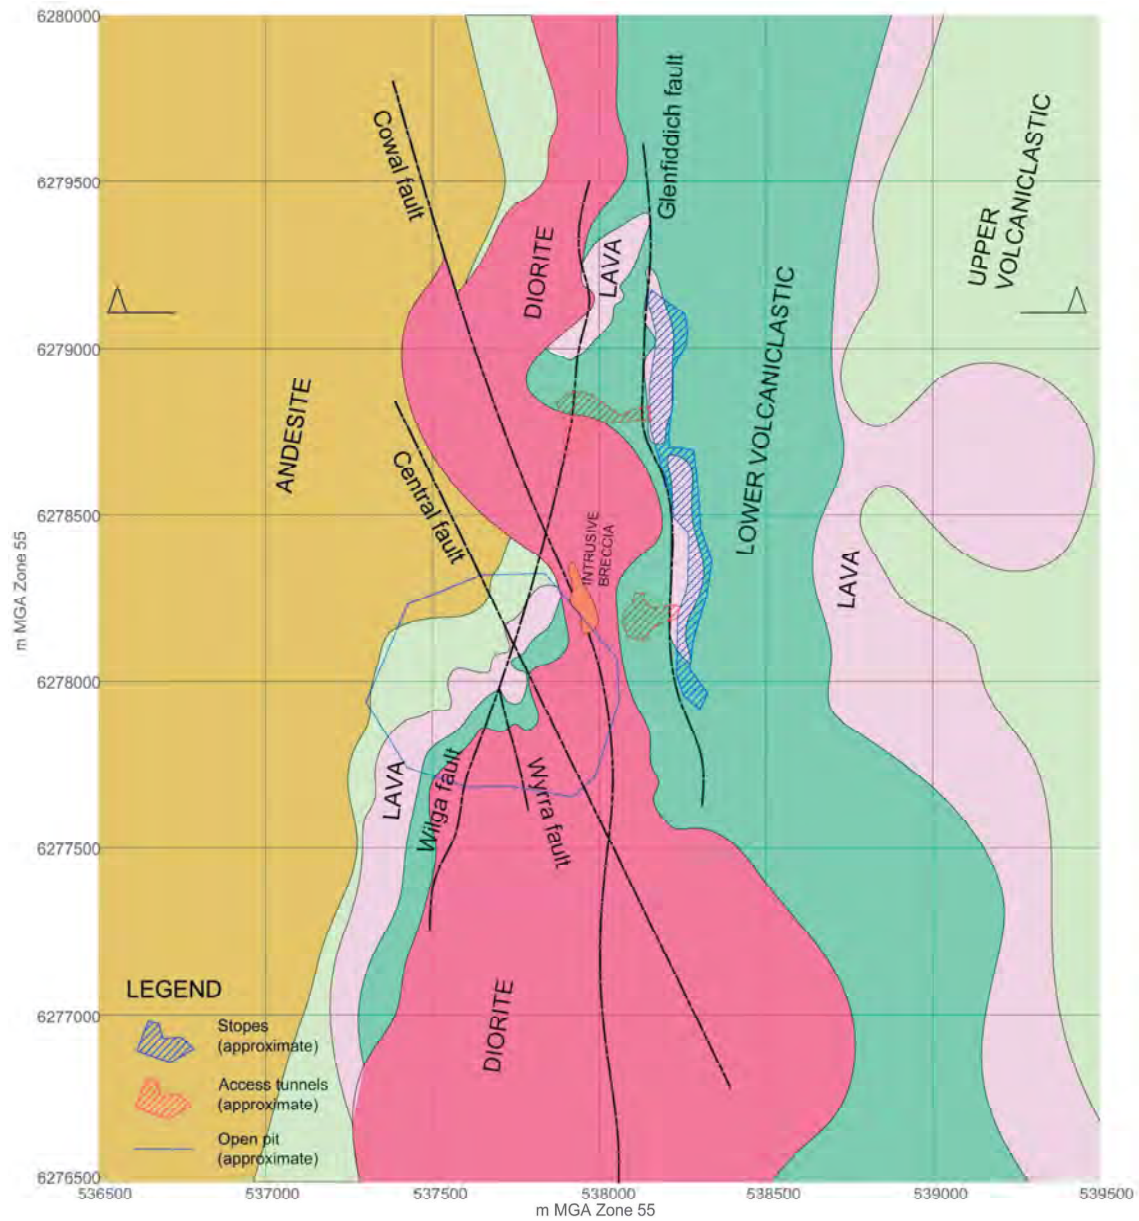 6280000
6279500
6279000
6278500
6278000
6277500
6277000
6276500
m MGA Zone 55
Cowal fault
Glenfiddich fault
UPPER
VOLCANICLASTIC
DIORITE
LAVA
LOWER VOLCANICLASTIC
ANDESITE
Central fault
INTRUSIVE
BRECCIA
LAVA
LAVA
Wilga fault
Wyrra fault
DIORITE
LEGEND
Stopes
(approximate)
Access tunnels
(approximate)
Open pit
(approximate)
536500
537000
537500
538000
538500
539000
539500
m MGA Zone 55